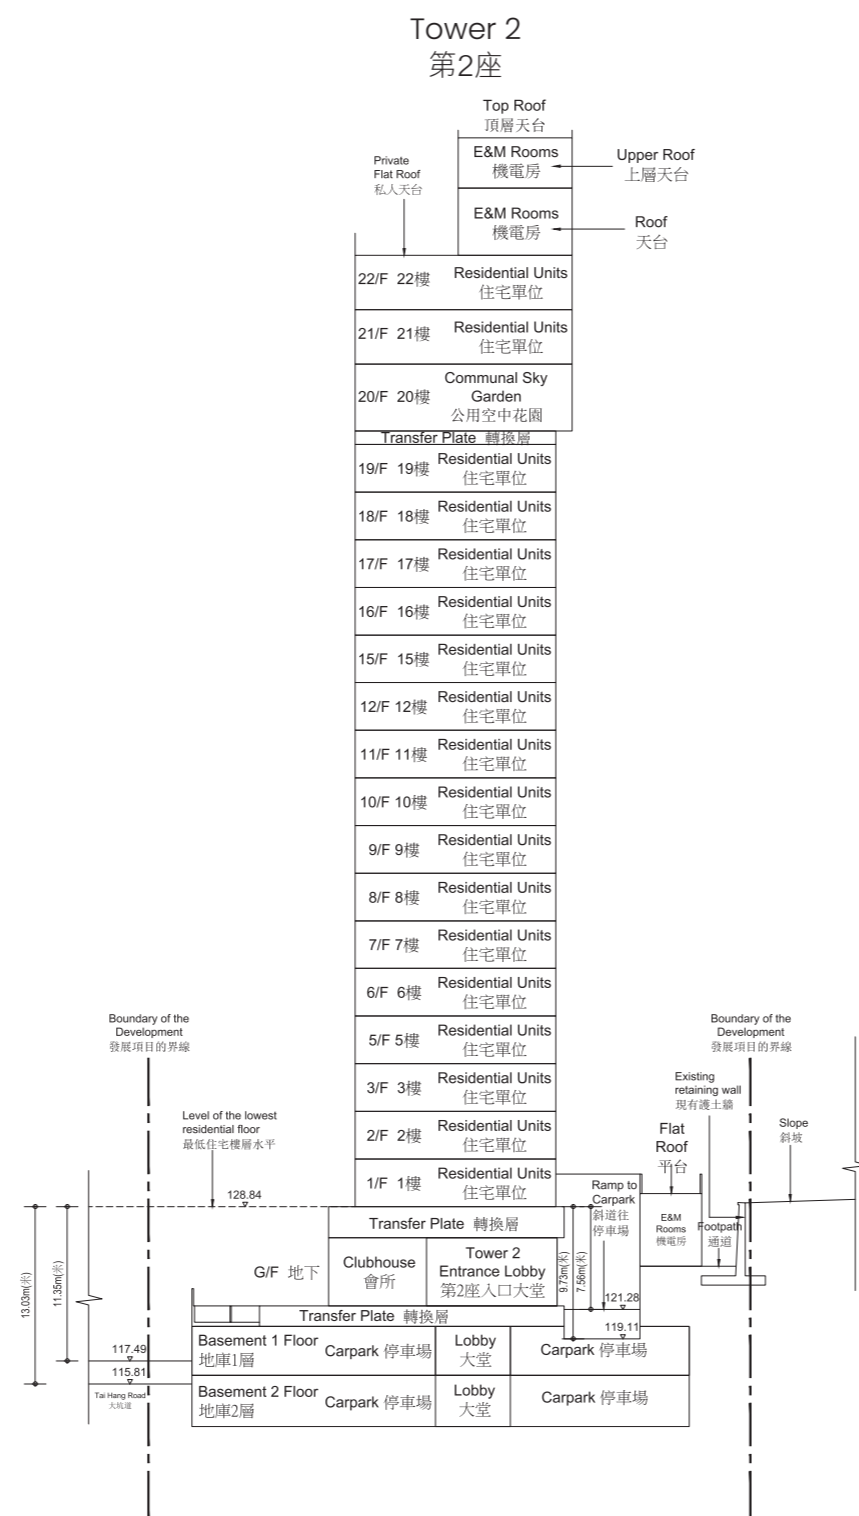 Tower 2
第2座
Top Roof
頂層天台
E&M Rooms
機電房
Upper Roof
上層天台
Private
Flat Roof
私人天台
E&M Rooms
機電房
Roof
天台
22/F 22樓 Residential Units
住宅單位
21/F 21樓 Residential Units
住宅單位
20/F 20樓 Communal Sky
Garden
公用空中花園
Transfer Plate 轉換層
19/F 19樓 Residential Units
住宅單位
18/F 18樓 Residential Units
住宅單位
17/F 17樓 Residential Units
住宅單位
16/F 16樓 Residential Units
住宅單位
15/F 15樓 Residential Units
住宅單位
12/F 12樓 Residential Units
住宅單位
11/F 11樓 Residential Units
住宅單位
10/F 10樓 Residential Units
住宅單位
9/F 9樓 Residential Units
住宅單位
8/F 8樓 Residential Units
住宅單位
7/F 7樓 Residential Units
住宅單位
6/F 6樓 Residential Units
住宅單位
5/F 5樓 Residential Units
住宅單位
3/F 3樓 Residential Units
住宅單位
2/F 2樓 Residential Units
住宅單位
1/F 1樓 Residential Units
住宅單位
Boundary of the
Development
發展項目的界線
Boundary of the
Development
發展項目的界線
Level of the lowest
residential floor
最低住宅樓層水平
128.84
Existing
retaining wall
現有護土牆
Slope
斜坡
Flat
Roof
平台
Ramp to
Carpark
斜道往
停車場
E&M
Rooms
機電房
Footpath
通道
Transfer Plate 轉換層
G/F 地下
Clubhouse
會所
Tower 2
Entrance Lobby
第2座入口大堂
9.73m(米)
7.56m(米)
121.28
119.11
13.03m(米)
11.35m(米)
Transfer Plate 轉換層
117.49
115.81
Tai Hang Road
大坑道
Basement 1 Floor
地庫1層
Carpark 停車場
Lobby
大堂
Carpark 停車場
Basement 2 Floor
地庫2層
Carpark 停車場
Lobby
大堂
Carpark 停車場